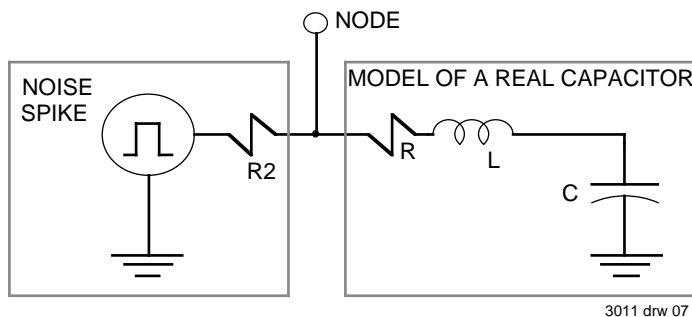 NODE
NOISE
SPIKE
MODEL OF A REAL CAPACITOR
R2
R
L
C
3011 drw 07